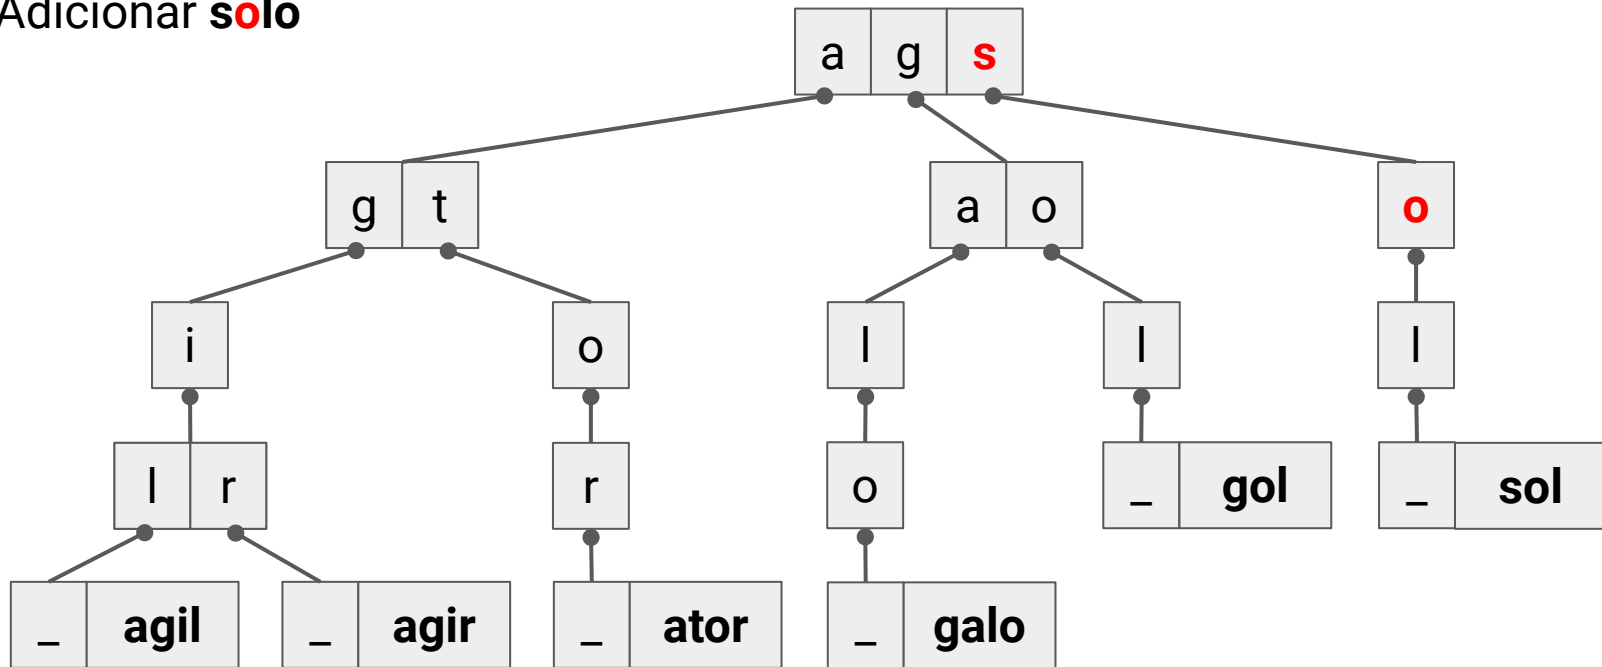 Adicionar solo
a g s
g t a o o
i o l l l
l r r o _ gol _ sol
_ agil _ agir _ ator _ galo